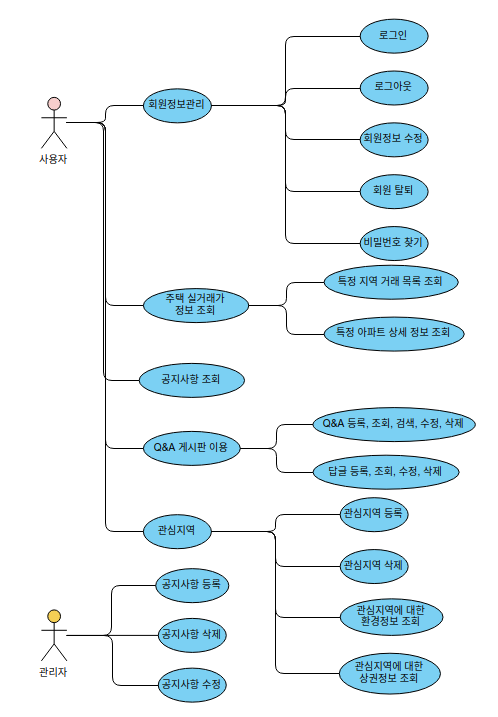 로그인
로그아웃
회원정보관리
회원정보 수정
사용자
회원 탈퇴
비밀번호 찾기
특정 지역 거래 목록 조회
주택 실거래가
정보 조회
특정 아파트 상세 정보 조회
공지사항 조회
Q&A 등록, 조회, 검색, 수정, 삭제
Q&A 게시판 이용
답글 등록, 조회, 수정, 삭제
관심지역 등록
관심지역
관심지역 삭제
공지사항 등록
관심지역에 대한
환경정보 조회
공지사항 삭제
관리자
관심지역에 대한
상권정보 조회
공지사항 수정